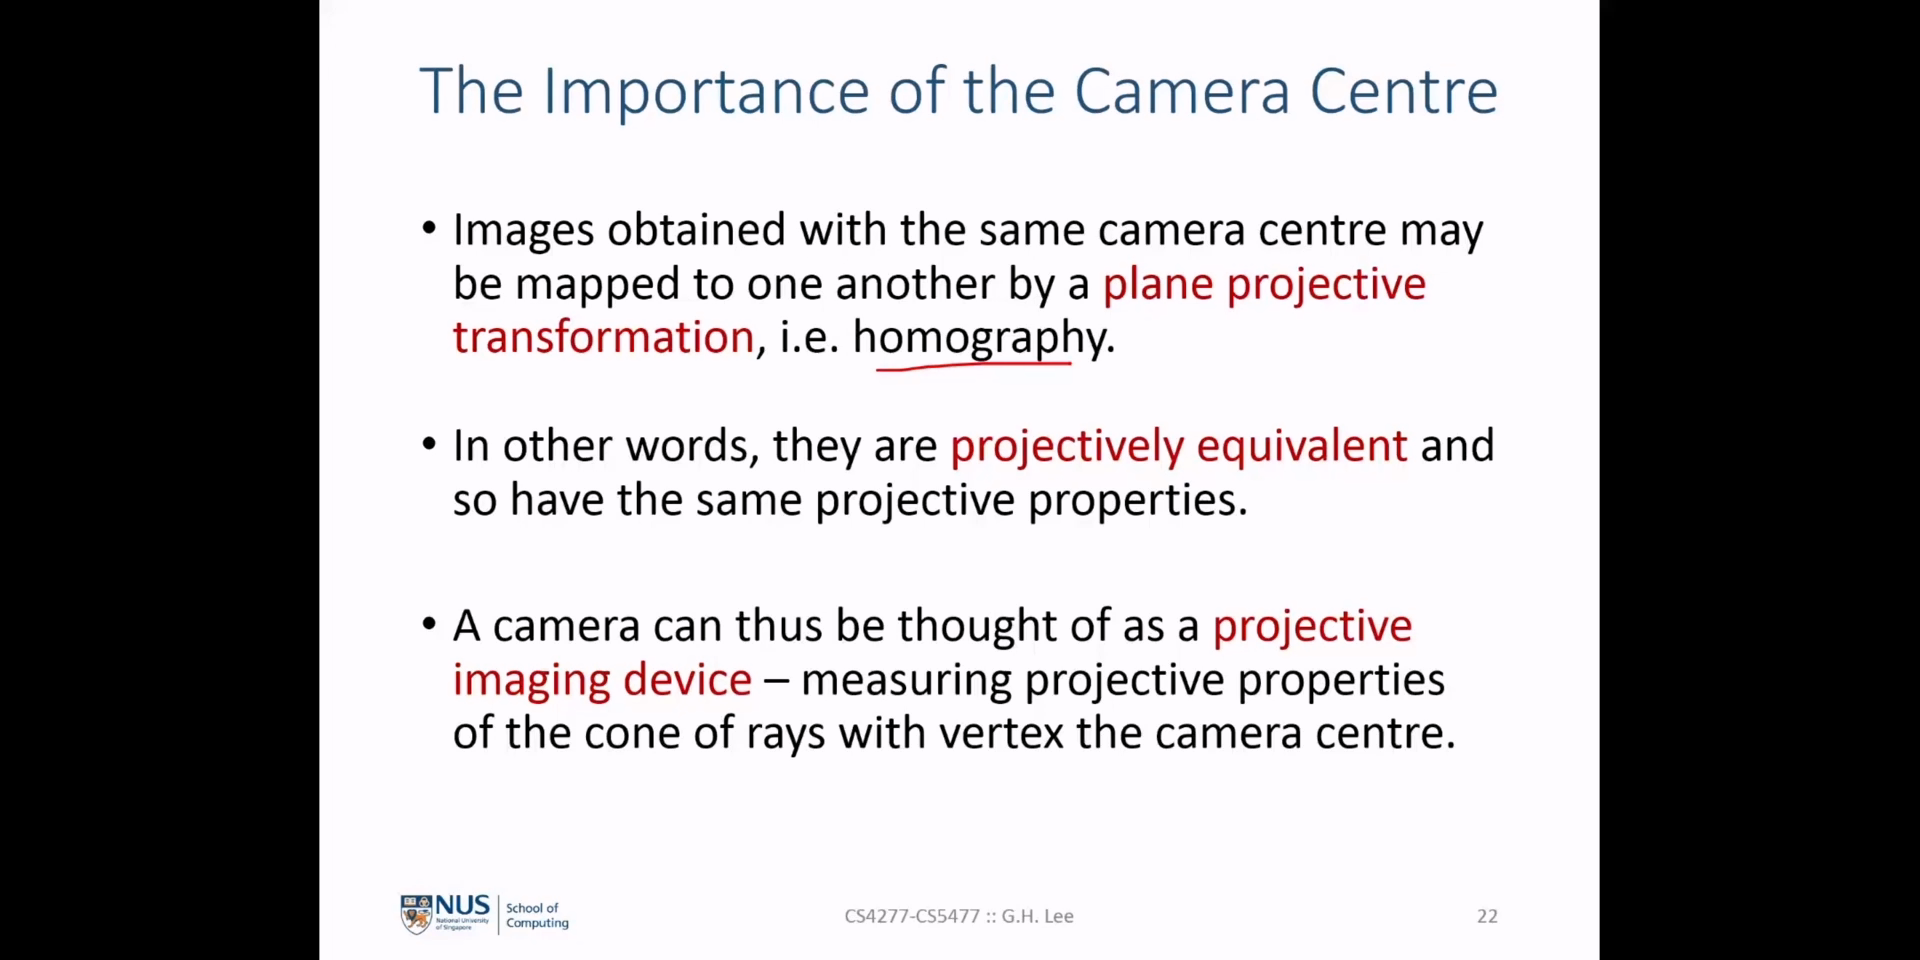 The Importance of the Camera Centre
• Images obtained with the same camera centre may
be mapped to one another by a plane projective
transformation, i.e. homography.
• In other words, they are projectively equivalent and
so have the same projective properties.
• A camera can thus be thought of as a projective
imaging device – measuring projective properties
of the cone of rays with vertex the camera centre.
NUS
National University
of Singapore
School of
Computing
CS4277-CS5477 :: G.H. Lee
22